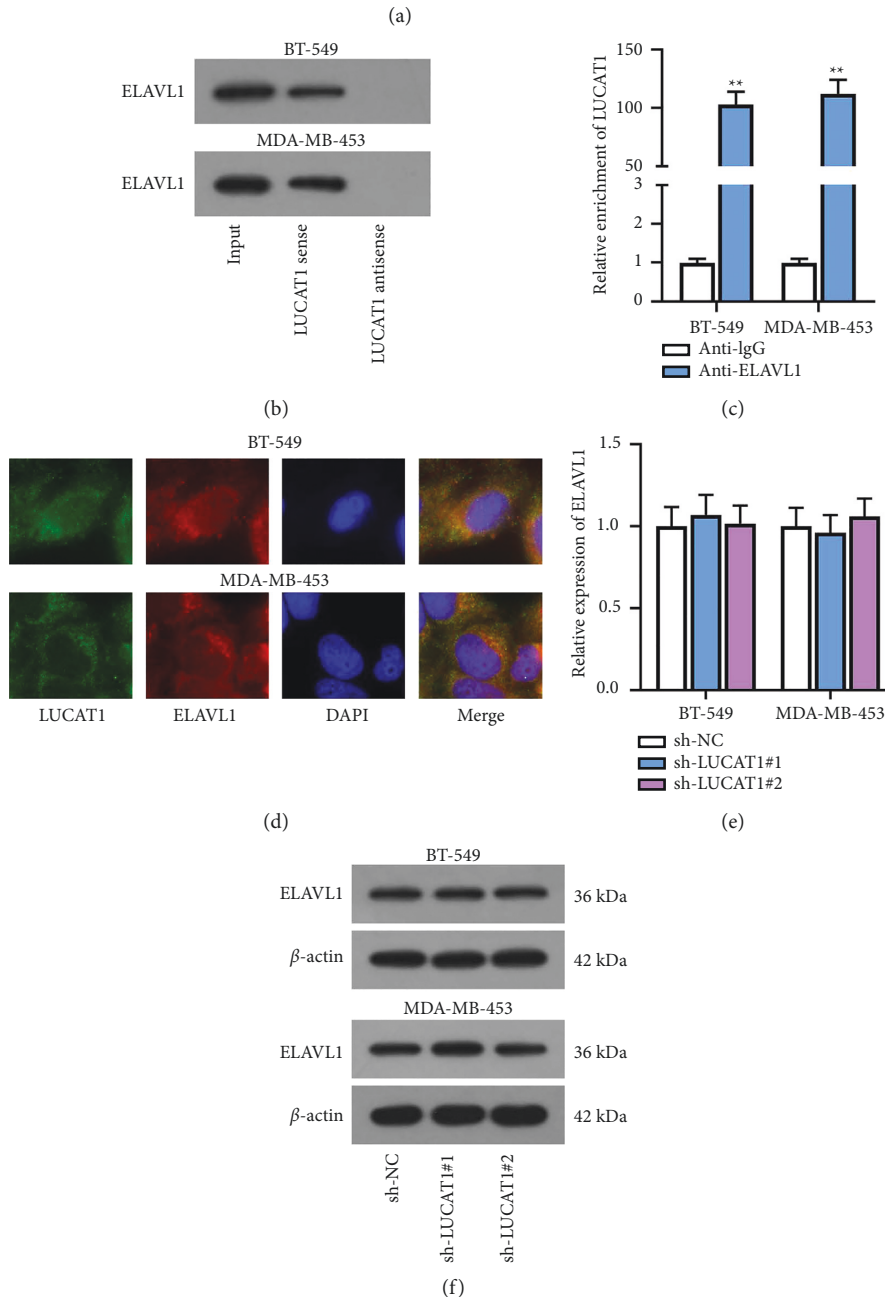 (a)
BT-549
ELAVL1
MDA-MB-453
ELAVL1
Input
LUCAT1 sense
LUCAT1 antisense
(b)
Relative enrichment of LUCAT1
150
100
50
3
2
1
0
**
**
BT-549 MDA-MB-453
Anti-lgG
Anti-ELAVL1
(c)
BT-549
MDA-MB-453
LUCAT1 ELAVL1 DAPI Merge
(d)
Relative expression of ELAVL1
1.5
1.0
0.5
0.0
BT-549 MDA-MB-453
sh-NC
sh-LUCAT1#1
sh-LUCAT1#2
(e)
BT-549
ELAVL1 36 kDa
β-actin 42 kDa
MDA-MB-453
ELAVL1 36 kDa
β-actin 42 kDa
sh-NC
sh-LUCAT1#1
sh-LUCAT1#2
(f)